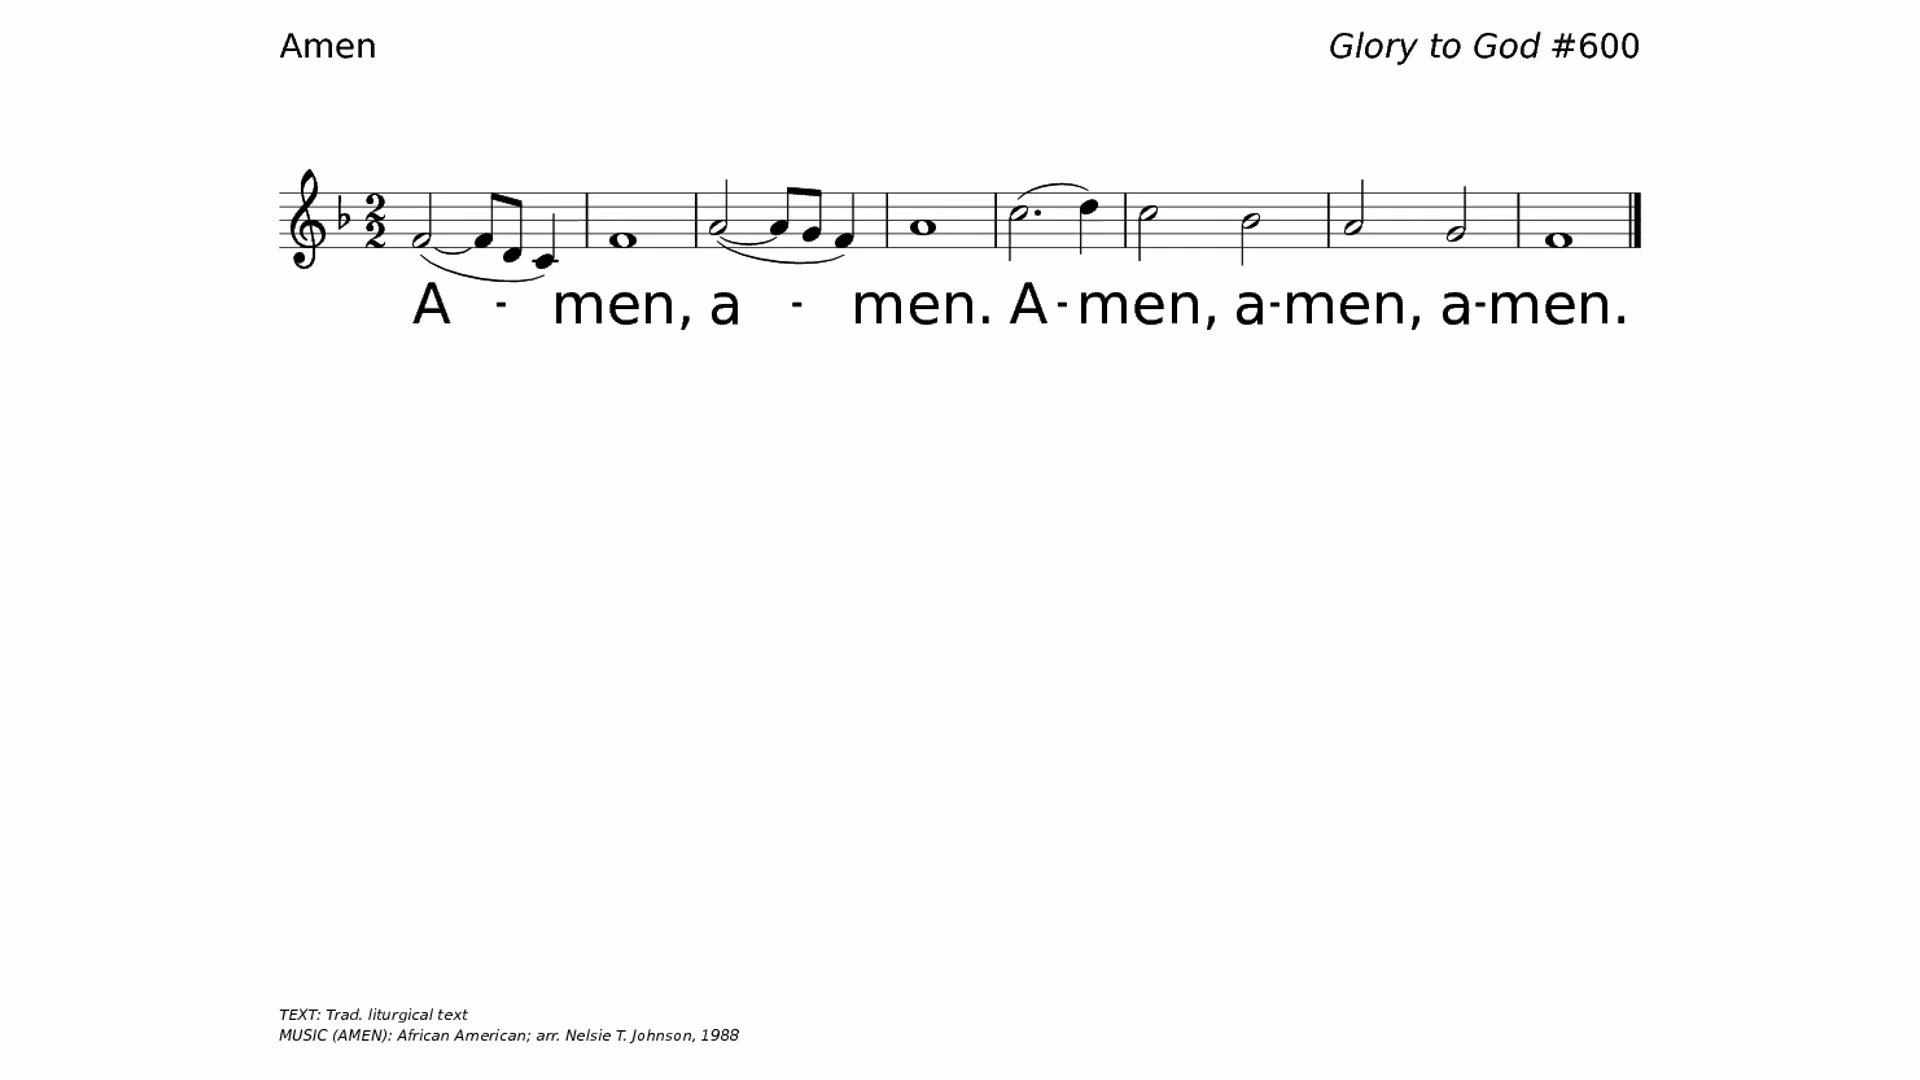 Amen
Glory to God #600
A - men, a - men. A-men, a-men, a-men.
TEXT: Trad. liturgical text
MUSIC (AMEN): African American; arr. Nelsie T. Johnson, 1988